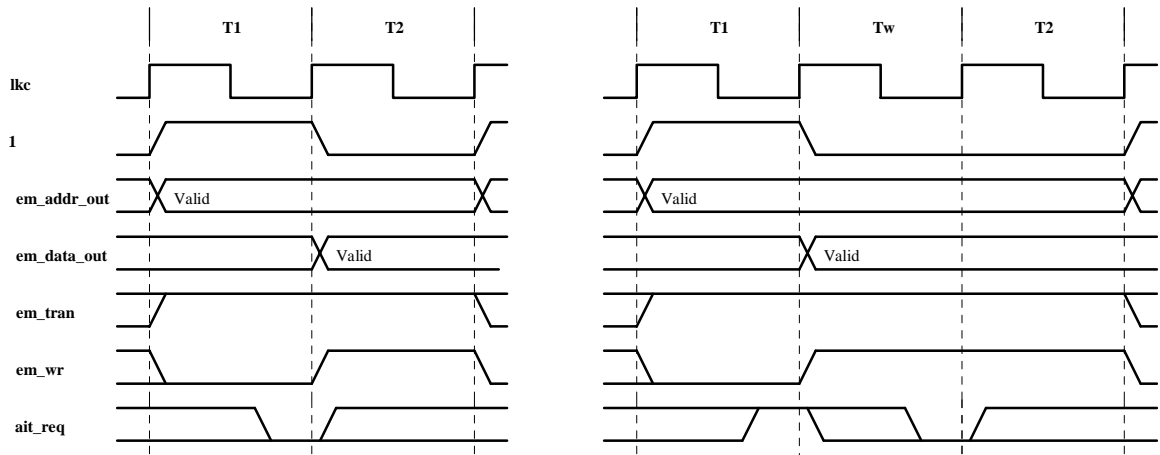 T1 T2 T1 Tw T2
lkc
1
em_addr_out Valid Valid
em_data_out Valid Valid
em_tran
em_wr
ait_req